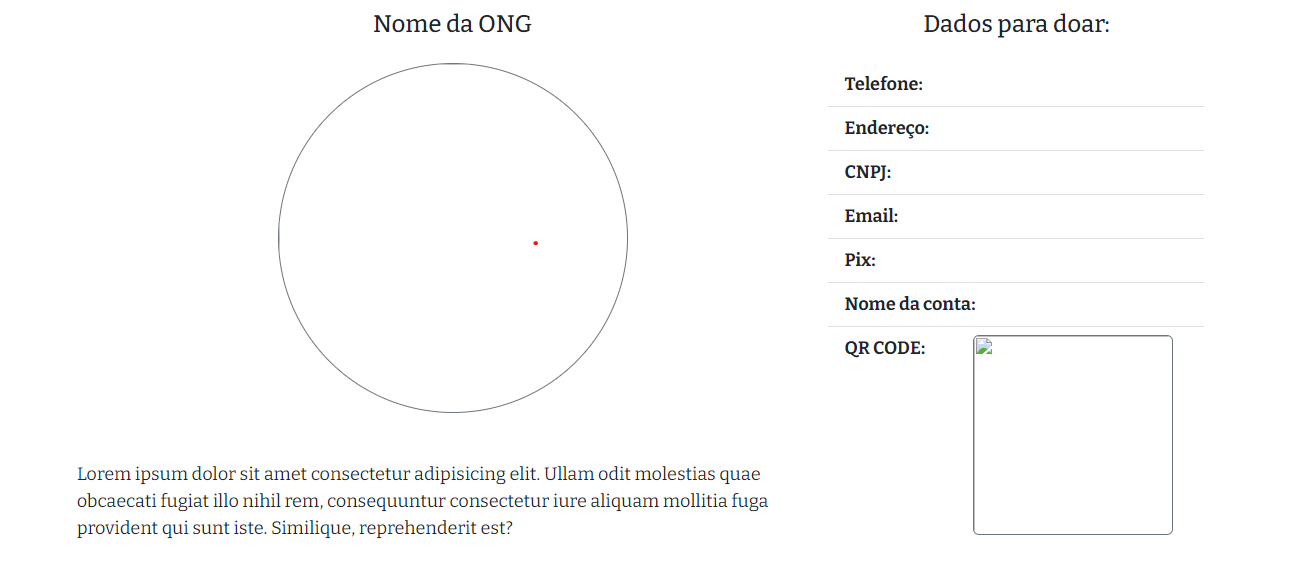 Nome da ONG
Lorem ipsum dolor sit amet consectetur adipisicing elit. Ullam odit molestias quae
obcaecati fugiat illo nihil rem, consequuntur consectetur iure aliquam mollitia fuga
provident qui sunt iste. Similique, reprehenderit est?
Dados para doar:
Telefone:
Endereço:
CNPJ:
Email:
Pix:
Nome da conta:
QR CODE: